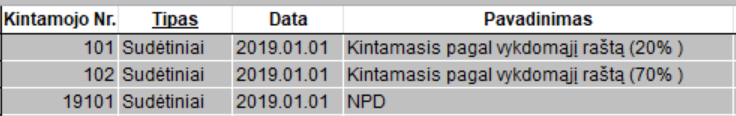 Kintamojo Nr. Tipas Data Pavadinimas
101 Sudėtiniai 2019.01.01 Kintamasis pagal vykdomąjį raštą (20% )
102 Sudėtiniai 2019.01.01 Kintamasis pagal vykdomąjį raštą (70% )
19101 Sudėtiniai 2019.01.01 NPD